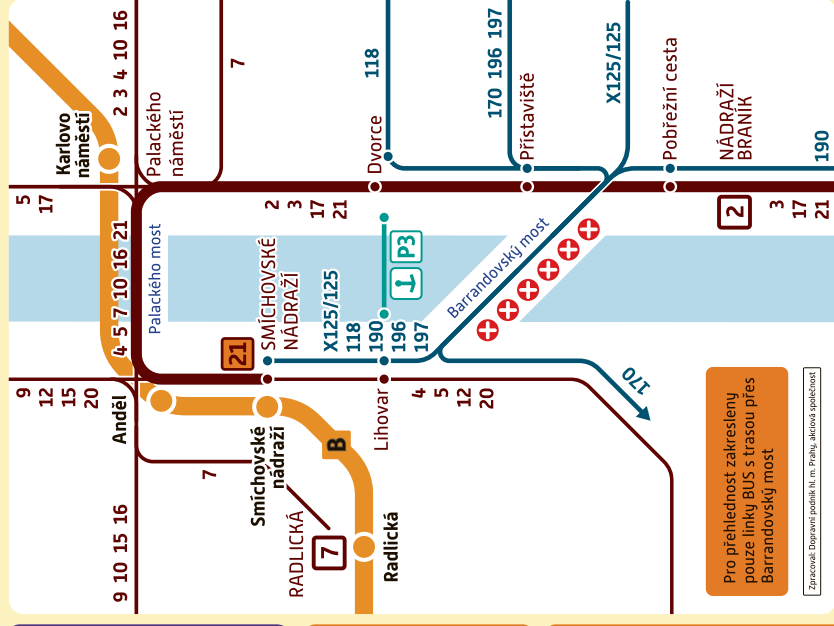 9
12
15
20
5
17
Anděl
Karlovo
náměstí
9 10 15 16
4 5 7 10 16 21
2 3 4 10 16
Palackého most
Palackého
náměstí
7
7
21
SMÍCHOVSKÉ
NÁDRAŽÍ
Smíchovské
nádraží
2
3
17
21
RADLICKÁ
7
B
Radlická
X125/125
118
190
196
197
Lihovar
P3
Dvorce
118
4
5
12
20
Barrandovský most
170 196 197
Přístaviště
X125/125
170
Pobřežní cesta
NÁDRAŽÍ
BRANÍK
2
3
17
21
190
Pro přehlednost zakresleny
pouze linky BUS s trasou přes
Barrandovský most
Zpracoval: Dopravní podnik hl. m. Prahy, akciová společnost